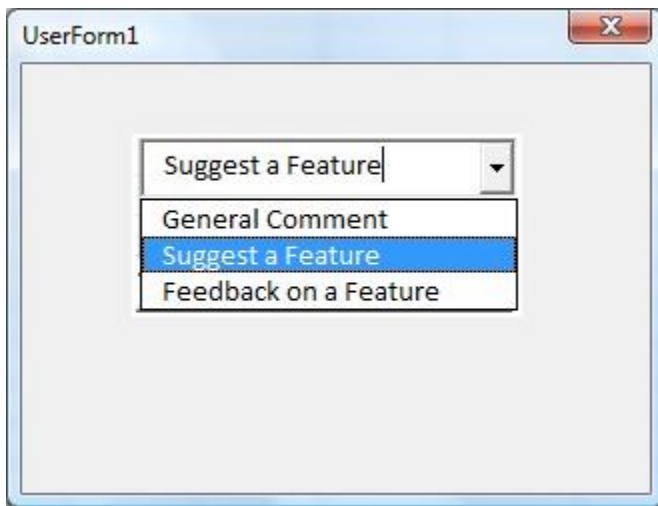 UserForm1
Suggest a Feature
General Comment
Suggest a Feature
Feedback on a Feature